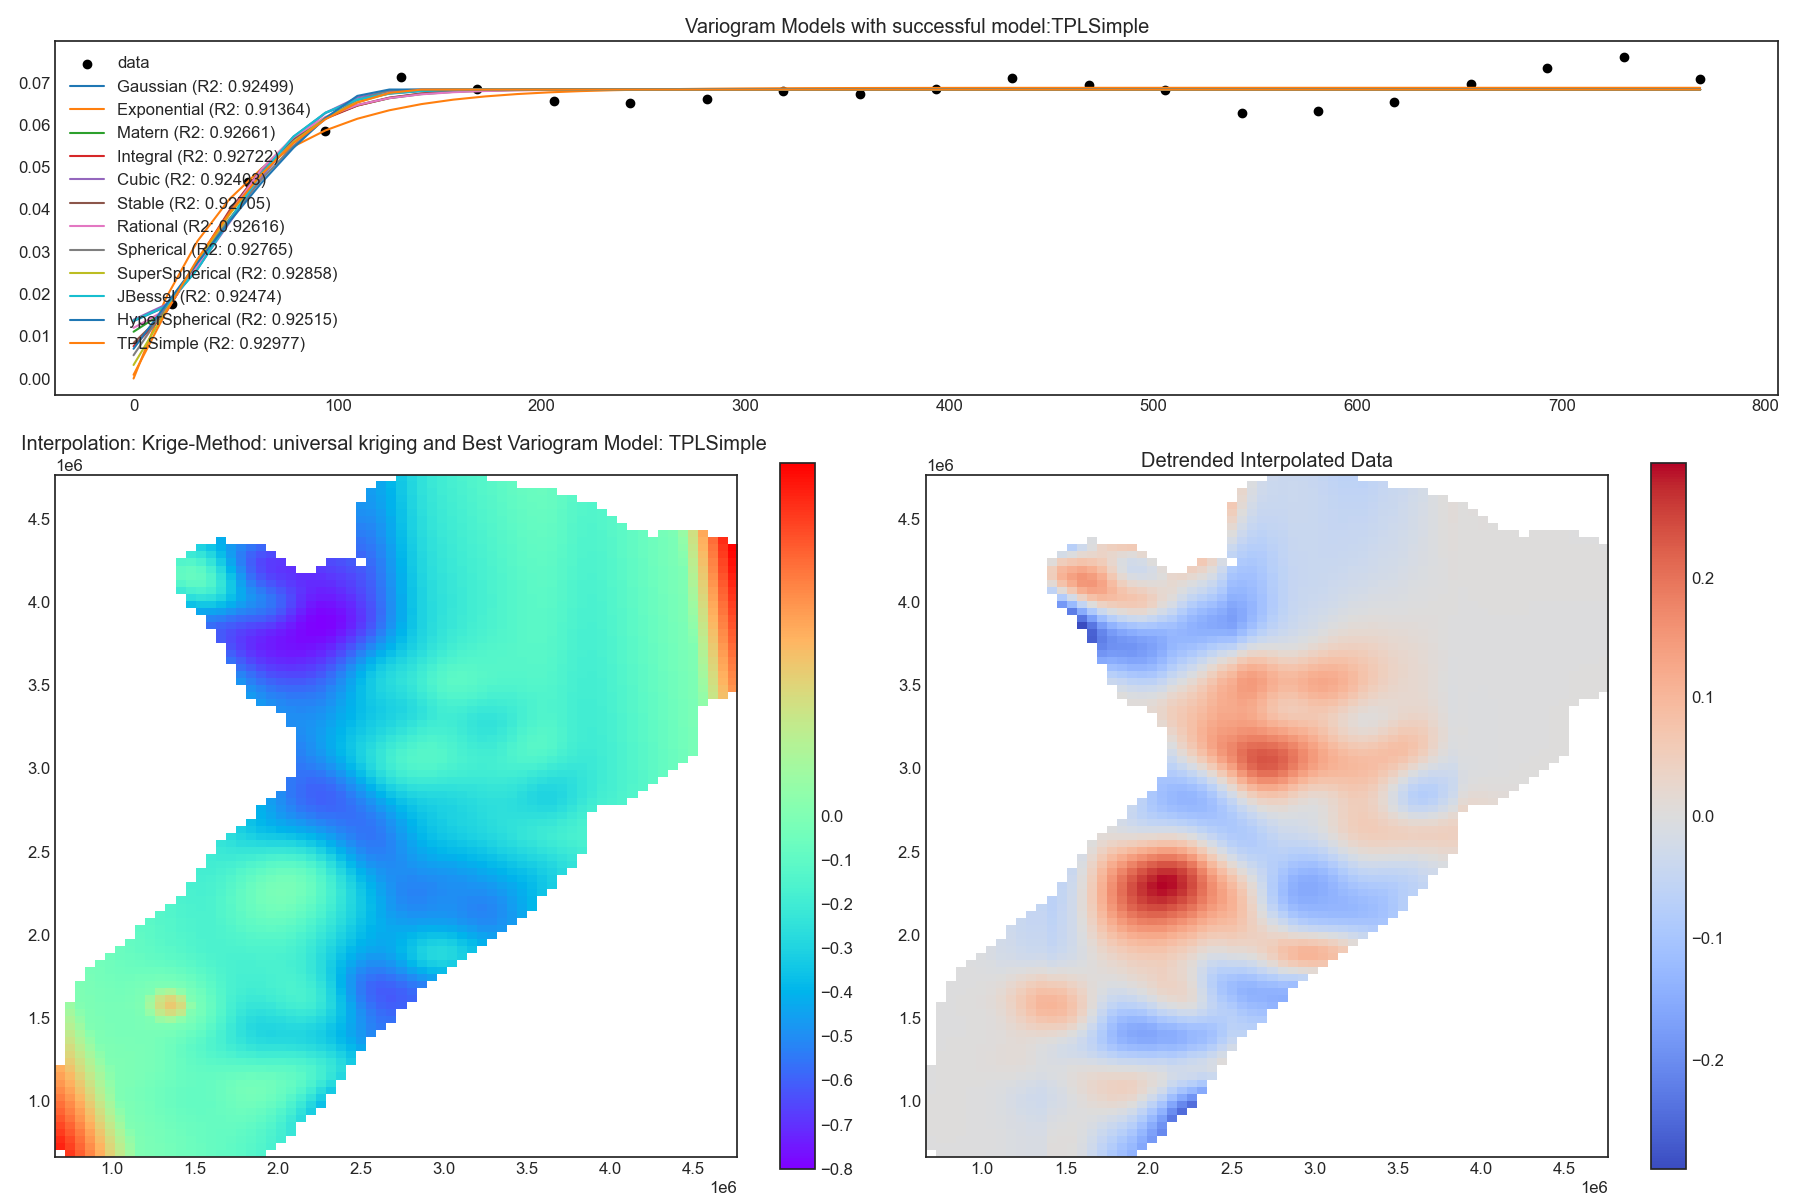 Variogram Models with successful model:TPLSimple
data
Gaussian (R2: 0.92499)
Exponential (R2: 0.91364)
Matern (R2: 0.92661)
Integral (R2: 0.92722)
Cubic (R2: 0.92403)
Stable (R2: 0.92705)
Rational (R2: 0.92616)
Spherical (R2: 0.92765)
SuperSpherical (R2: 0.92858)
JBessel (R2: 0.92474)
HyperSpherical (R2: 0.92515)
TPLSimple (R2: 0.92977)
0.07
0.06
0.05
0.04
0.03
0.02
0.01
0.00
0 100 200 300 400 500 600 700 800
Interpolation: Krige-Method: universal kriging and Best Variogram Model: TPLSimple
1e6
4.5
4.0
3.5
3.0
2.5
2.0
1.5
1.0
1.0 1.5 2.0 2.5 3.0 3.5 4.0 4.5
1e6
0.0
−0.1
−0.2
−0.3
−0.4
−0.5
−0.6
−0.7
−0.8
Detrended Interpolated Data
1e6
4.5
4.0
3.5
3.0
2.5
2.0
1.5
1.0
1.0 1.5 2.0 2.5 3.0 3.5 4.0 4.5
1e6
0.2
0.1
0.0
−0.1
−0.2